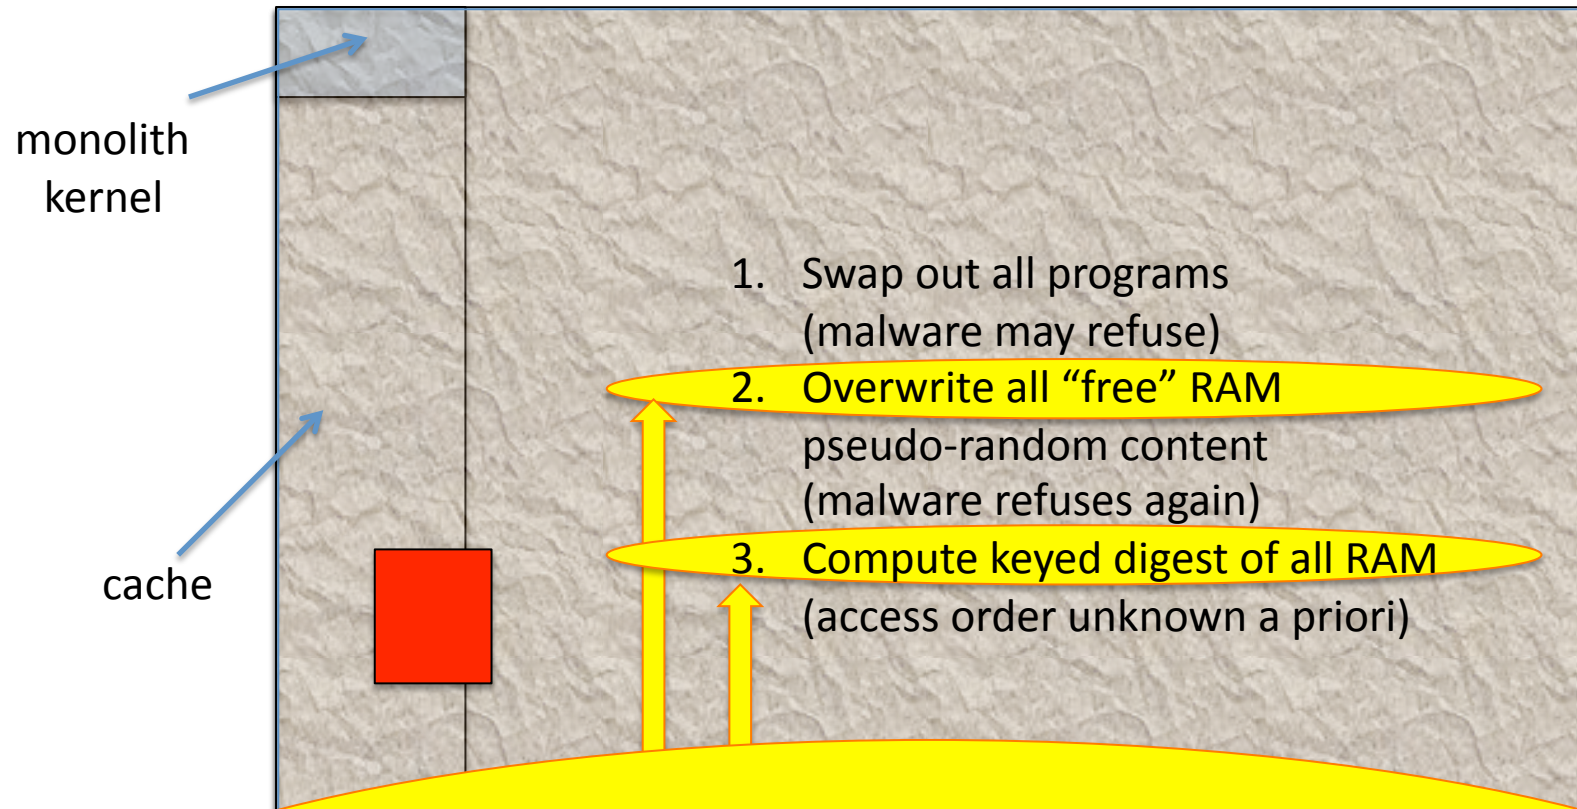 monolith
kernel
cache
1. Swap out all programs
(malware may refuse)
2. Overwrite all “free” RAM
pseudo-random content
(malware refuses again)
3. Compute keyed digest of all RAM
(access order unknown a priori)